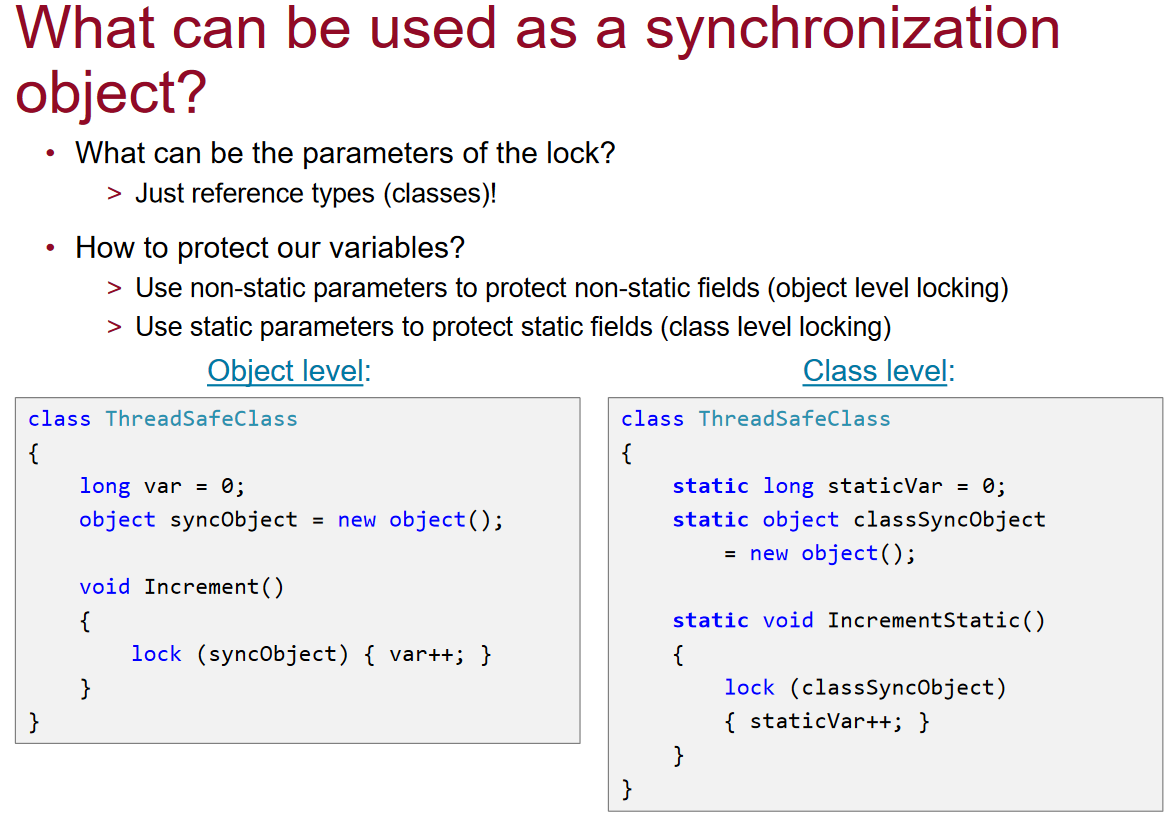 What can be used as a synchronization
object?
• What can be the parameters of the lock?
> Just reference types (classes)!
• How to protect our variables?
> Use non-static parameters to protect non-static fields (object level locking)
> Use static parameters to protect static fields (class level locking)
Object level:
class ThreadSafeClass
{
    long var = 0;
    object syncObject = new object();

    void Increment()
    {
        lock (syncObject) { var++; }
    }
}
Class level:
class ThreadSafeClass
{
    static long staticVar = 0;
    static object classSyncObject
        = new object();

    static void IncrementStatic()
    {
        lock (classSyncObject)
        { staticVar++; }
    }
}